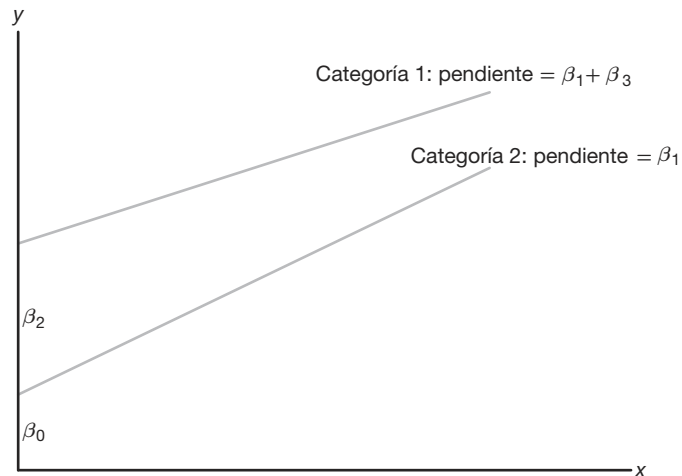 y
Categoría 1: pendiente = β₁+ β₃
Categoría 2: pendiente = β₁
β₂
β₀
x